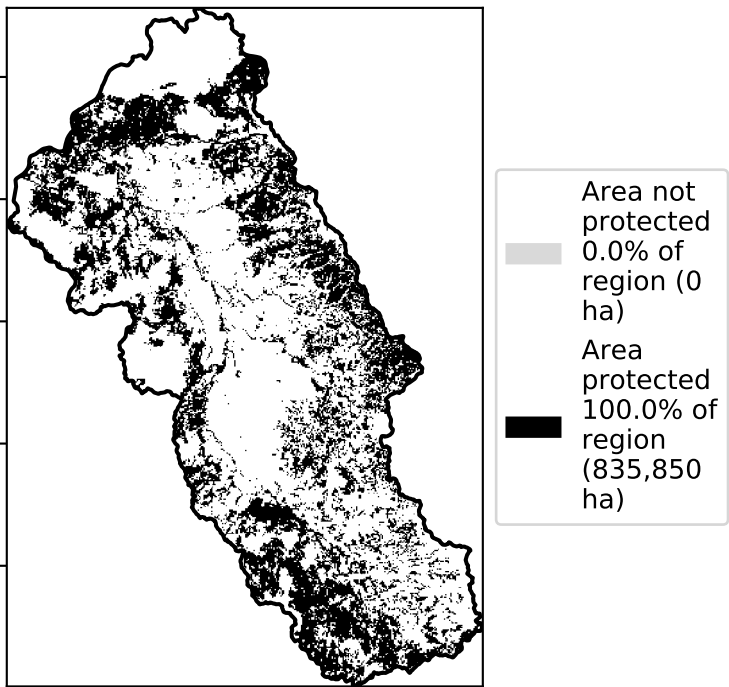 Area not
protected
0.0% of
region (0
ha)
Area
protected
100.0% of
region
(835,850
ha)